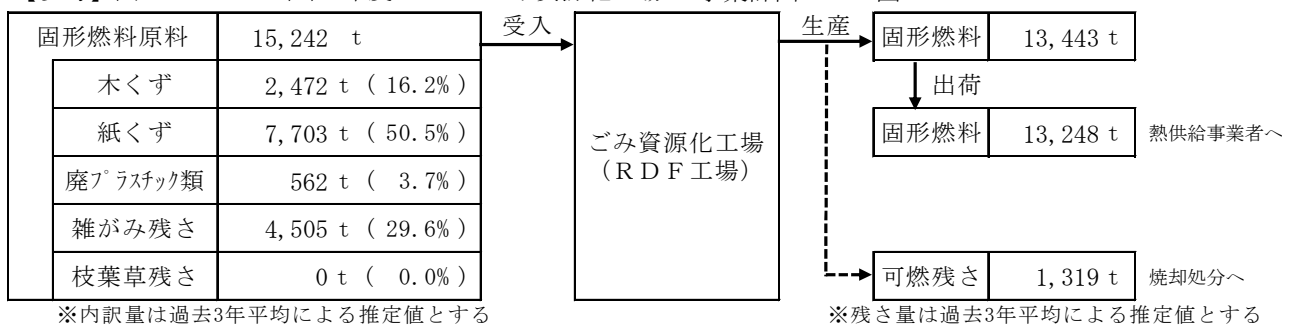 固形燃料原料 15,242 t
木くず 2,472 t ( 16.2% )
紙くず 7,703 t ( 50.5% )
廃プラスチック類 562 t ( 3.7% )
雑がみ残さ 4,505 t ( 29.6% )
枝葉草残さ 0 t ( 0.0% )
※内訳量は過去3年平均による推定値とする
受入
ごみ資源化工場
(RDF工場)
生産
固形燃料 13,443 t
出荷
固形燃料 13,248 t 熱供給事業者へ
可燃残さ 1,319 t 焼却処分へ
※残さ量は過去3年平均による推定値とする